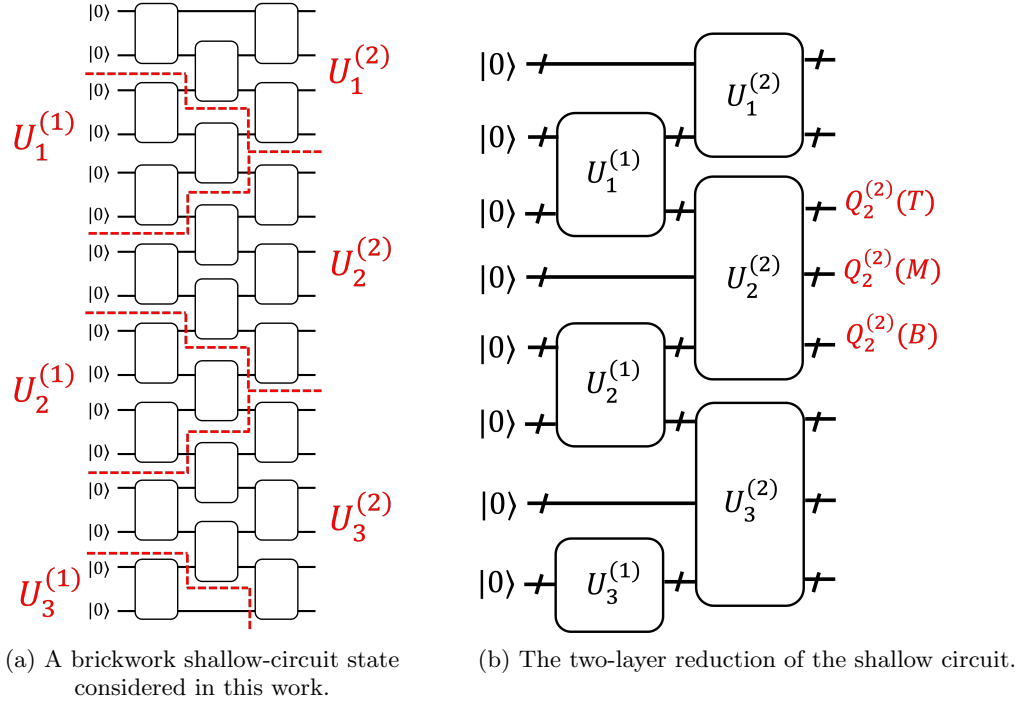 |0⟩
|0⟩
U_1^{(2)}
|0⟩
U_1^{(1)}
|0⟩
|0⟩
|0⟩
|0⟩
U_2^{(2)}
|0⟩
|0⟩
|0⟩
U_2^{(1)}
|0⟩
|0⟩
|0⟩
U_3^{(2)}
|0⟩
|0⟩
U_3^{(1)}
|0⟩
(a) A brickwork shallow-circuit state
considered in this work.
|0⟩
U_1^{(2)}
|0⟩
U_1^{(1)}
|0⟩
Q_2^{(2)}(T)
|0⟩
U_2^{(2)}
Q_2^{(2)}(M)
|0⟩
Q_2^{(2)}(B)
U_2^{(1)}
|0⟩
|0⟩
U_3^{(2)}
|0⟩
U_3^{(1)}
(b) The two-layer reduction of the shallow circuit.